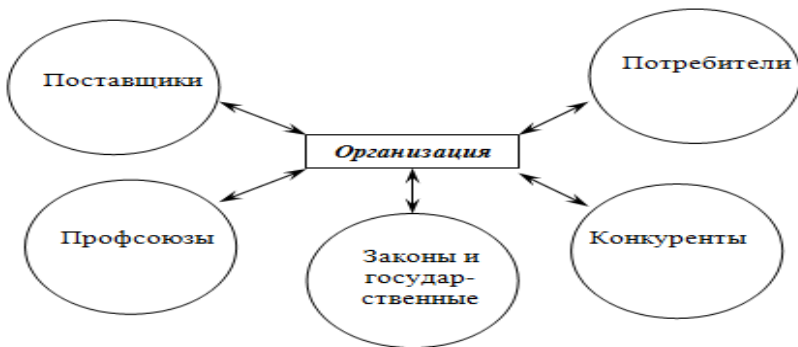 Поставщики
Потребители
Организация
Профсоюзы
Законы и
государ-
ственные
Конкуренты